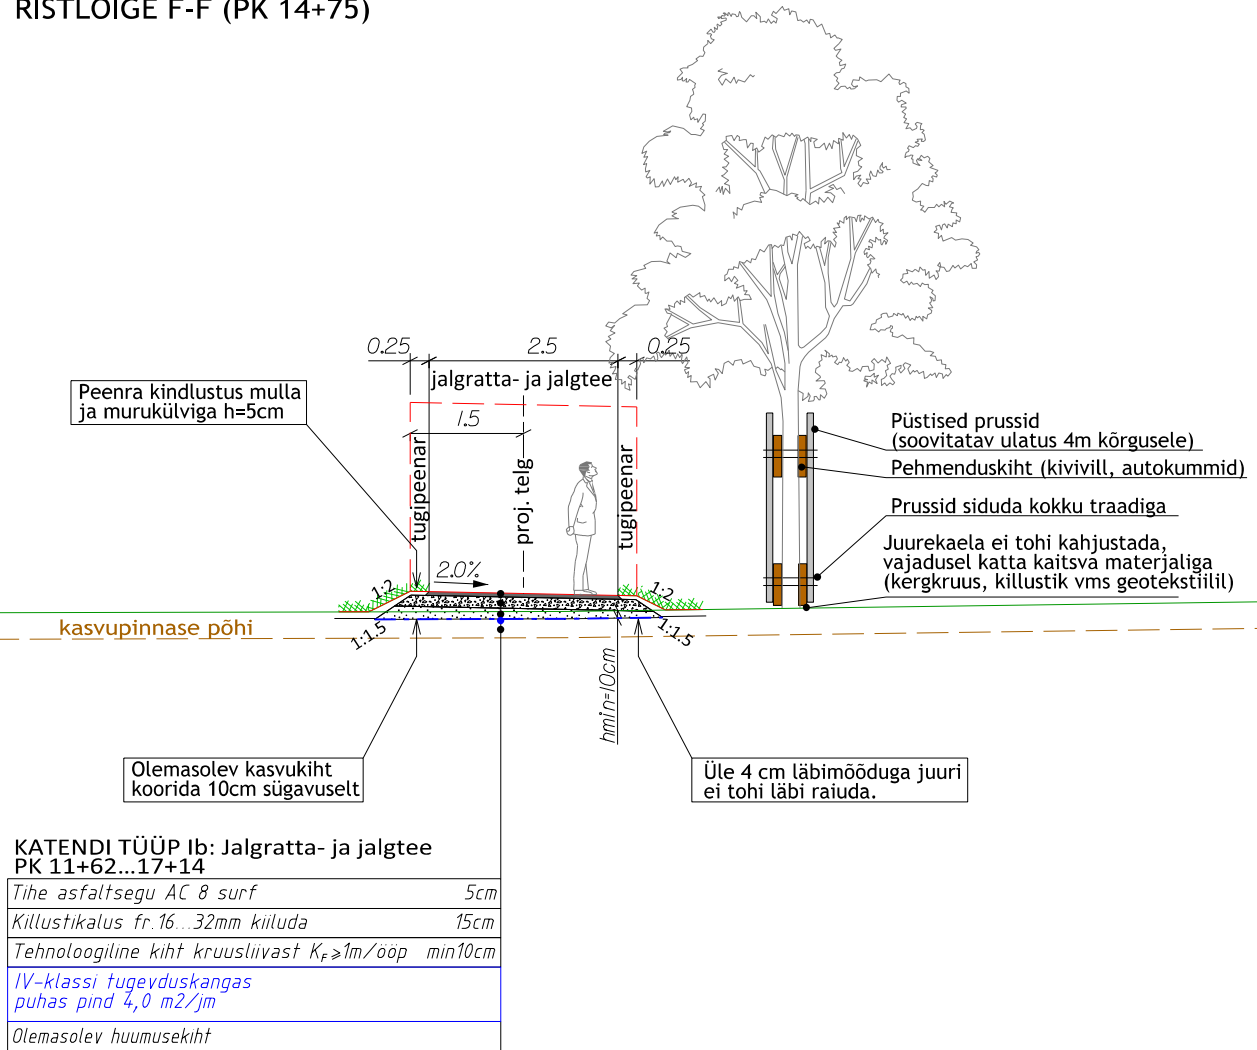 RISTLÕIGE F-F (PK 14+75)
0.25
2.5
0.25
jalgratta- ja jalgtee
Peenra kindlustus mulla
ja murukülviga h=5cm
1.5
tugipeenar
proj. telg
tugipeenar
Püstised prussid
(soovitatav ulatus 4m kõrgusele)
Pehmenduskiht (kivivill, autokummid)
Prussid siduda kokku traadiga
Juurekaela ei tohi kahjustada,
vajadusel katta kaitsva materjaliga
(kergkruus, killustik vms geotekstiilil)
2.0%
1:2
1:2
kasvupinnase põhi
1:1.5
1:1.5
hmin=10cm
Olemasolev kasvukiht
koorida 10cm sügavuselt
Üle 4 cm läbimõõduga juuri
ei tohi läbi raiuda.
KATENDI TÜÜP Ib: Jalgratta- ja jalgtee
PK 11+62...17+14
Tihe asfaltsegu AC 8 surf 5cm
Killustikalus fr.16...32mm kiiluda 15cm
Tehnoloogiline kiht kruusliivast KF≥1m/ööp min10cm
IV-klassi tugevduskangas
puhas pind 4,0 m2/jm
Olemasolev huumusekiht